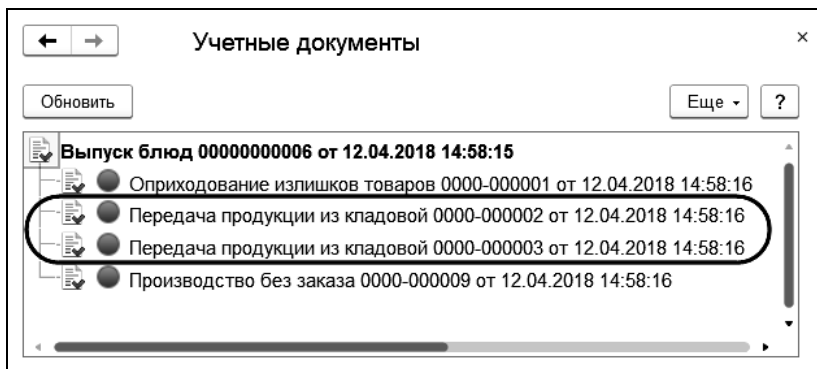 Учетные документы
Обновить
Еще
?
Выпуск блюд 00000000006 от 12.04.2018 14:58:15
Оприходование излишков товаров 0000-000001 от 12.04.2018 14:58:16
Передача продукции из кладовой 0000-000002 от 12.04.2018 14:58:16
Передача продукции из кладовой 0000-000003 от 12.04.2018 14:58:16
Производство без заказа 0000-000009 от 12.04.2018 14:58:16